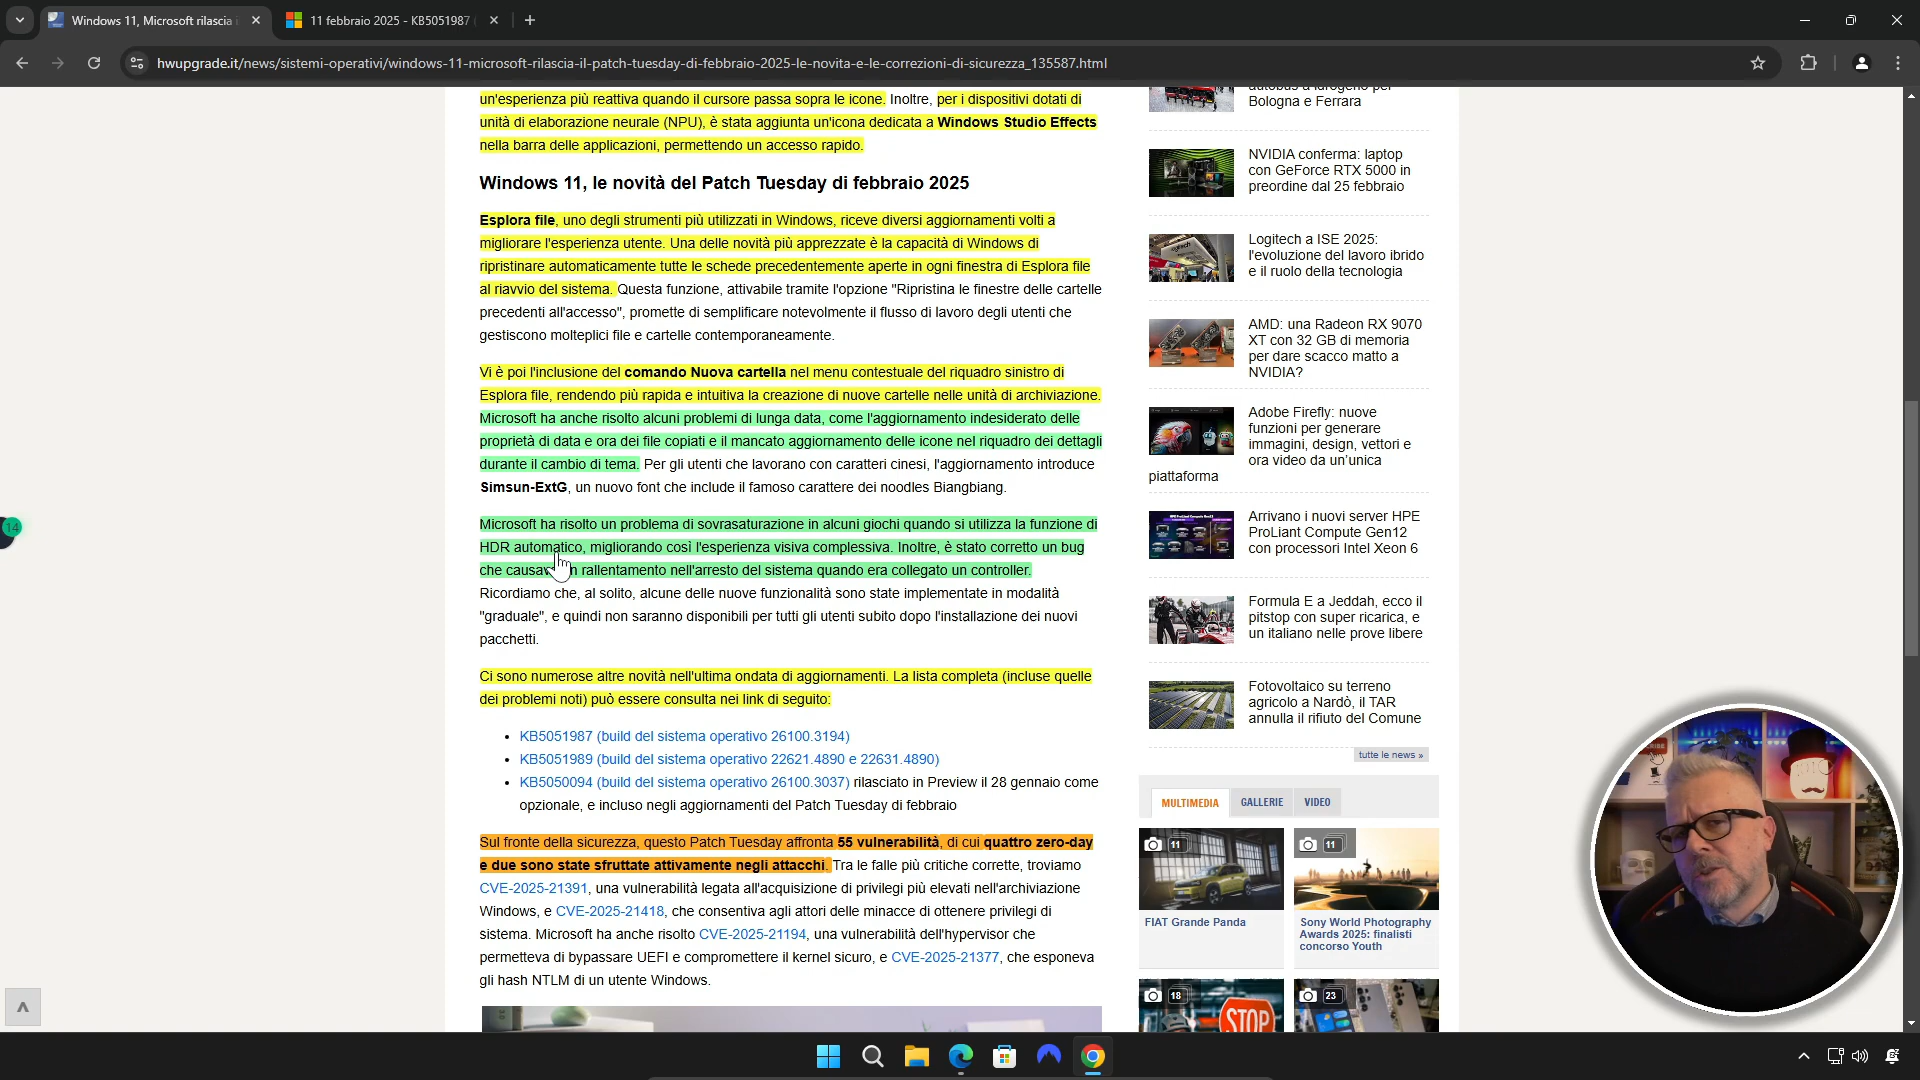 Windows 11, Microsoft rilascia i
11 febbraio 2025 - KB5051987
hwupgrade.it/news/sistemi-operativi/windows-11-microsoft-rilascia-il-patch-tuesday-di-febbraio-2025-le-novita-e-le-correzioni-di-sicurezza_135587.html
un'esperienza più reattiva quando il cursore passa sopra le icone. Inoltre, per i dispositivi dotati di
unità di elaborazione neurale (NPU), è stata aggiunta un'icona dedicata a Windows Studio Effects
nella barra delle applicazioni, permettendo un accesso rapido.
Windows 11, le novità del Patch Tuesday di febbraio 2025
Esplora file, uno degli strumenti più utilizzati in Windows, riceve diversi aggiornamenti volti a
migliorare l'esperienza utente. Una delle novità più apprezzate è la capacità di Windows di
ripristinare automaticamente tutte le schede precedentemente aperte in ogni finestra di Esplora file
al riavvio del sistema. Questa funzione, attivabile tramite l'opzione "Ripristina le finestre delle cartelle
precedenti all'accesso", promette di semplificare notevolmente il flusso di lavoro degli utenti che
gestiscono molteplici file e cartelle contemporaneamente.
Vi è poi l'inclusione del comando Nuova cartella nel menu contestuale del riquadro sinistro di
Esplora file, rendendo più rapida e intuitiva la creazione di nuove cartelle nelle unità di archiviazione.
Microsoft ha anche risolto alcuni problemi di lunga data, come l'aggiornamento indesiderato delle
proprietà di data e ora dei file copiati e il mancato aggiornamento delle icone nel riquadro dei dettagli
durante il cambio di tema. Per gli utenti che lavorano con caratteri cinesi, l'aggiornamento introduce
Simsun-ExtG, un nuovo font che include il famoso carattere dei noodles Biangbiang.
Microsoft ha risolto un problema di sovrasaturazione in alcuni giochi quando si utilizza la funzione di
HDR automatico, migliorando così l'esperienza visiva complessiva. Inoltre, è stato corretto un bug
che causava un rallentamento nell'arresto del sistema quando era collegato un controller.
Ricordiamo che, al solito, alcune delle nuove funzionalità sono state implementate in modalità
"graduale", e quindi non saranno disponibili per tutti gli utenti subito dopo l'installazione dei nuovi
pacchetti.
Ci sono numerose altre novità nell'ultima ondata di aggiornamenti. La lista completa (incluse quelle
dei problemi noti) può essere consulta nei link di seguito:
• KB5051987 (build del sistema operativo 26100.3194)
• KB5051989 (build del sistema operativo 22621.4890 e 22631.4890)
• KB5050094 (build del sistema operativo 26100.3037) rilasciato in Preview il 28 gennaio come
opzionale, e incluso negli aggiornamenti del Patch Tuesday di febbraio
Sul fronte della sicurezza, questo Patch Tuesday affronta 55 vulnerabilità, di cui quattro zero-day
e due sono state sfruttate attivamente negli attacchi. Tra le falle più critiche corrette, troviamo
CVE-2025-21391, una vulnerabilità legata all'acquisizione di privilegi più elevati nell'archiviazione
Windows, e CVE-2025-21418, che consentiva agli attori delle minacce di ottenere privilegi di
sistema. Microsoft ha anche risolto CVE-2025-21194, una vulnerabilità dell'hypervisor che
permetteva di bypassare UEFI e compromettere il kernel sicuro, e CVE-2025-21377, che esponeva
gli hash NTLM di un utente Windows.
14
Bologna e Ferrara
NVIDIA conferma: laptop
con GeForce RTX 5000 in
preordine dal 25 febbraio
Logitech a ISE 2025:
l'evoluzione del lavoro ibrido
e il ruolo della tecnologia
AMD: una Radeon RX 9070
XT con 32 GB di memoria
per dare scacco matto a
NVIDIA?
Adobe Firefly: nuove
funzioni per generare
immagini, design, vettori e
ora video da un'unica
piattaforma
Arrivano i nuovi server HPE
ProLiant Compute Gen12
con processori Intel Xeon 6
Formula E a Jeddah, ecco il
pitstop con super ricarica, e
un italiano nelle prove libere
Fotovoltaico su terreno
agricolo a Nardò, il TAR
annulla il rifiuto del Comune
tutte le news »
MULTIMEDIA
GALLERIE
VIDEO
11
11
FIAT Grande Panda
Sony World Photography
Awards 2025: finalisti
concorso Youth
18
STOP
23